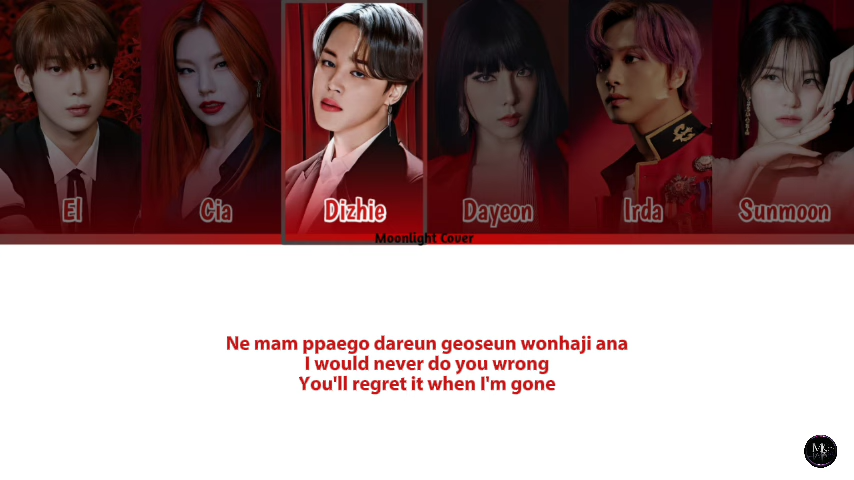 El
Cia
Dizhie
Dayeon
Irda
Sunmoon
Moonlight Cover
Ne mam ppaego dareun geoseun wonhaji ana
I would never do you wrong
You'll regret it when I'm gone